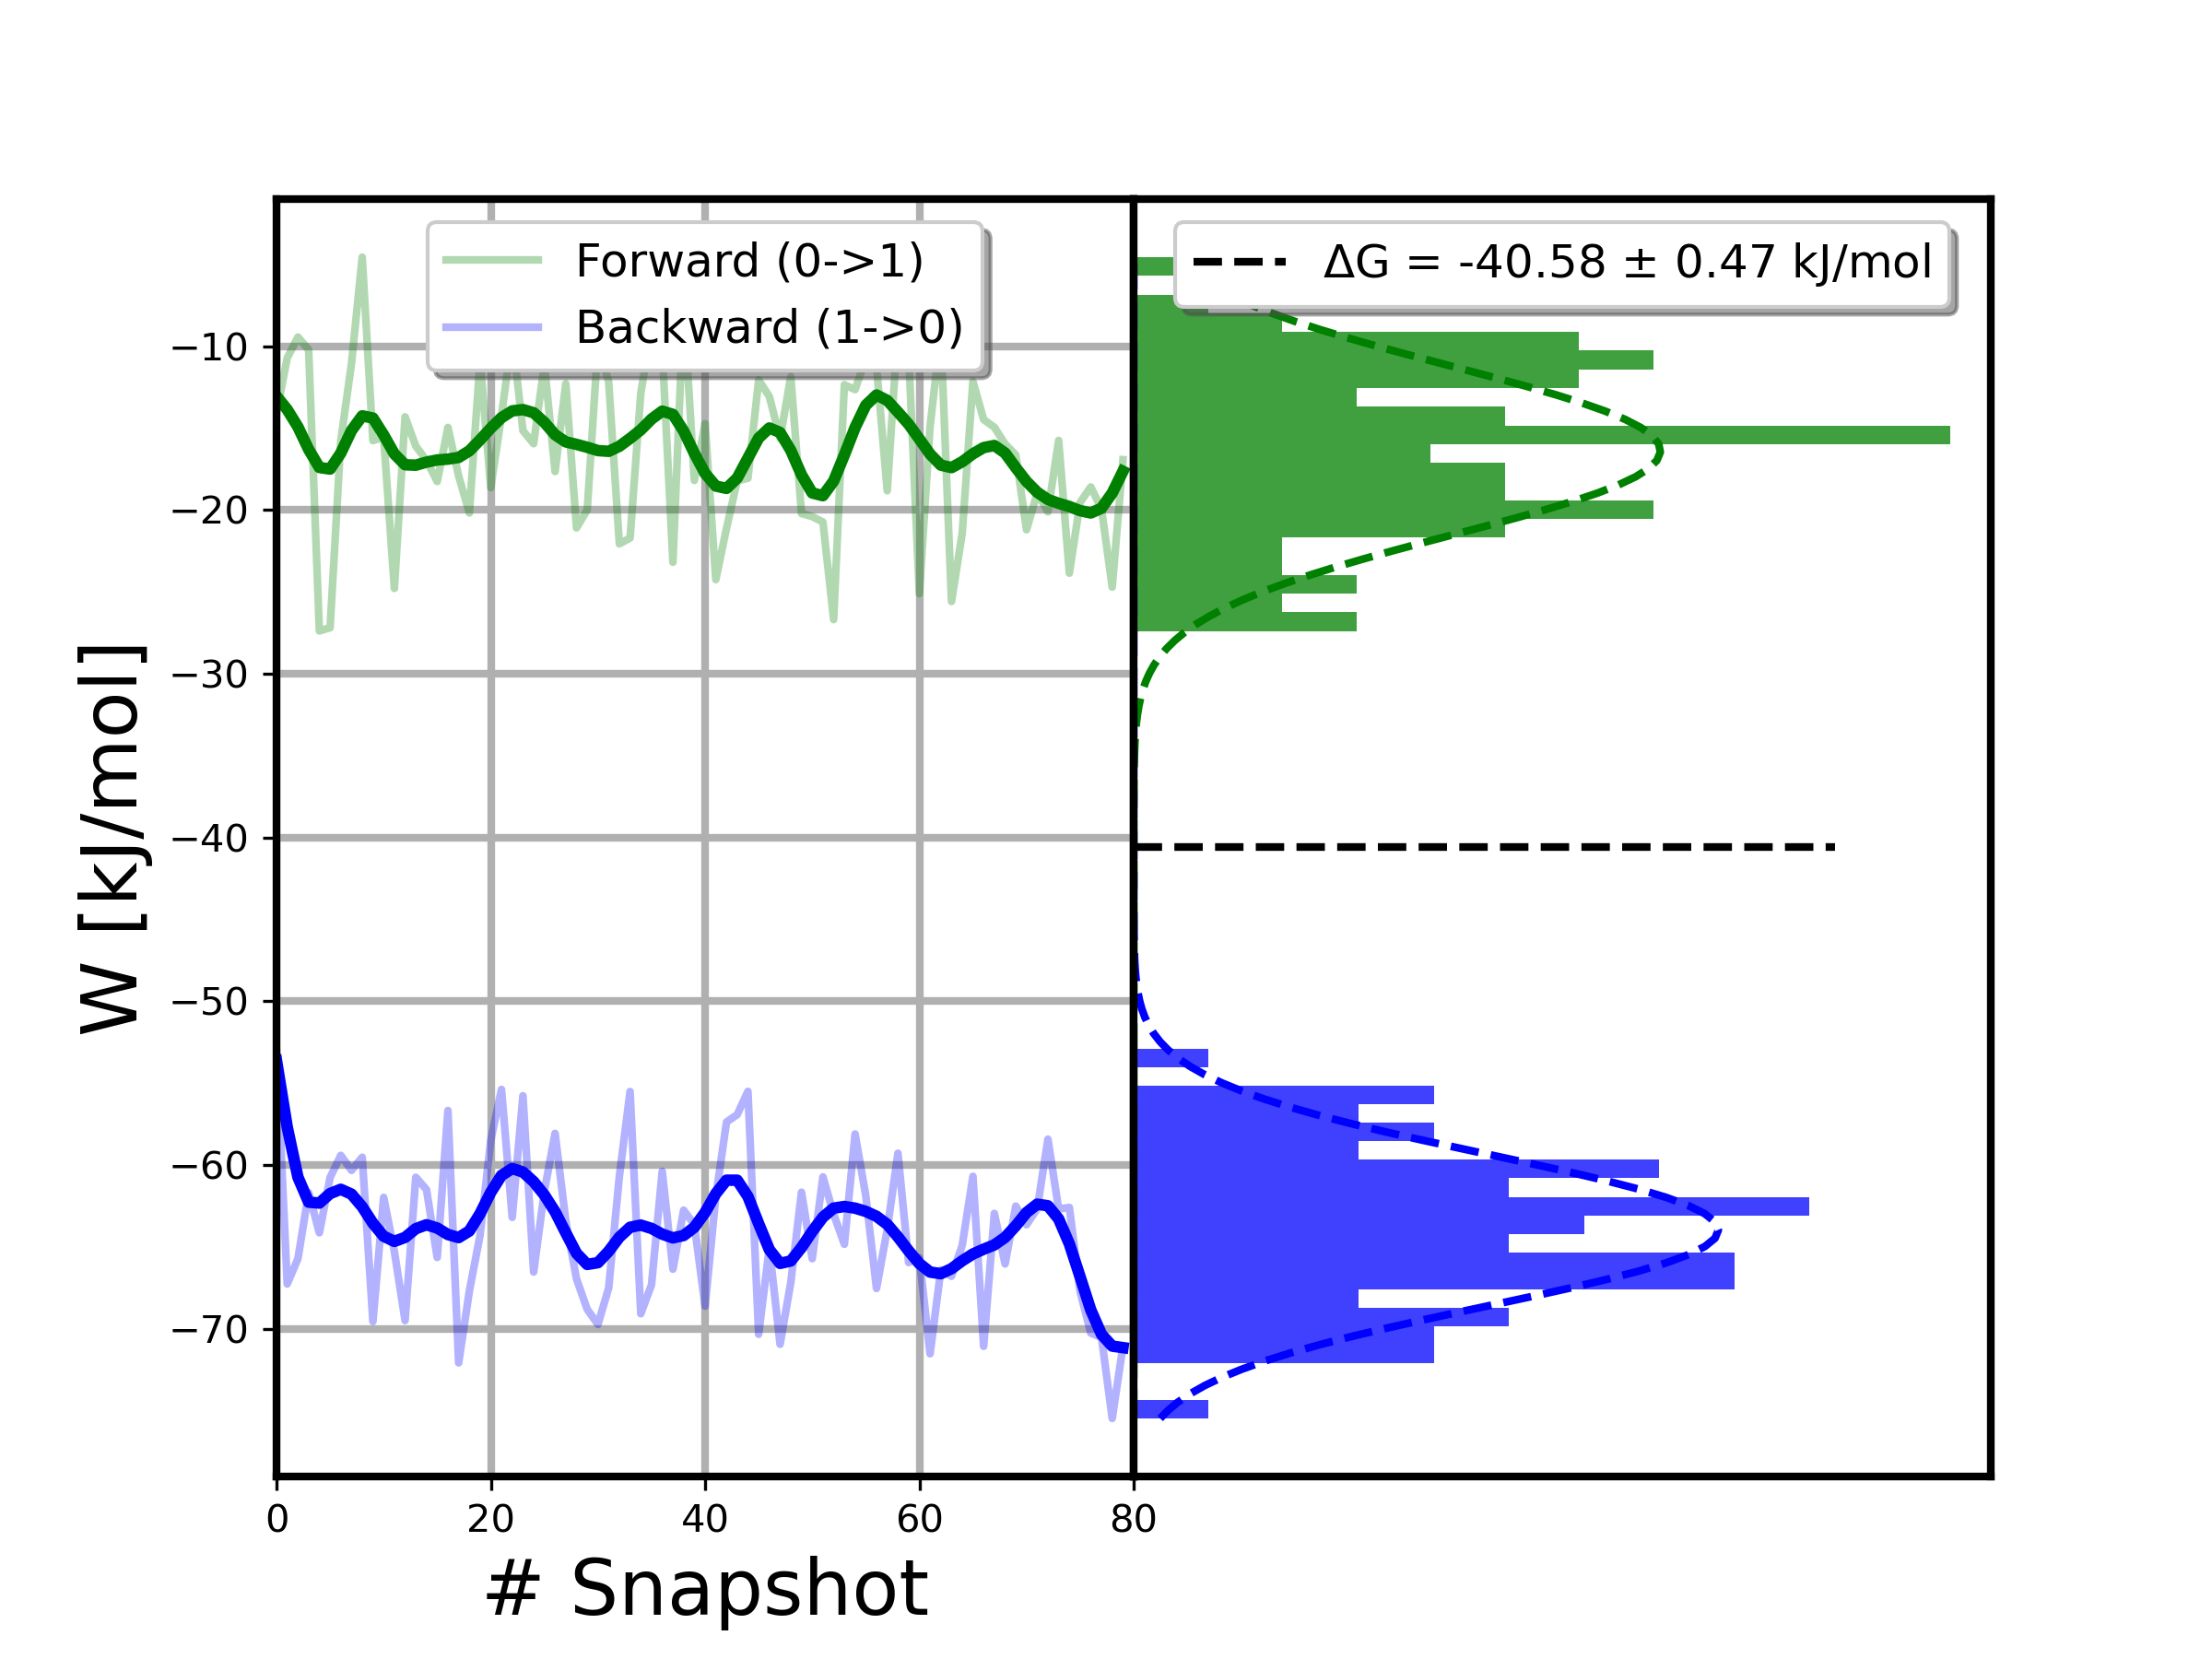 Forward (0->1)
Backward (1->0)
ΔG = -40.58 ± 0.47 kJ/mol
W [kJ/mol]
−10
−20
−30
−40
−50
−60
−70
0 20 40 60 80
# Snapshot